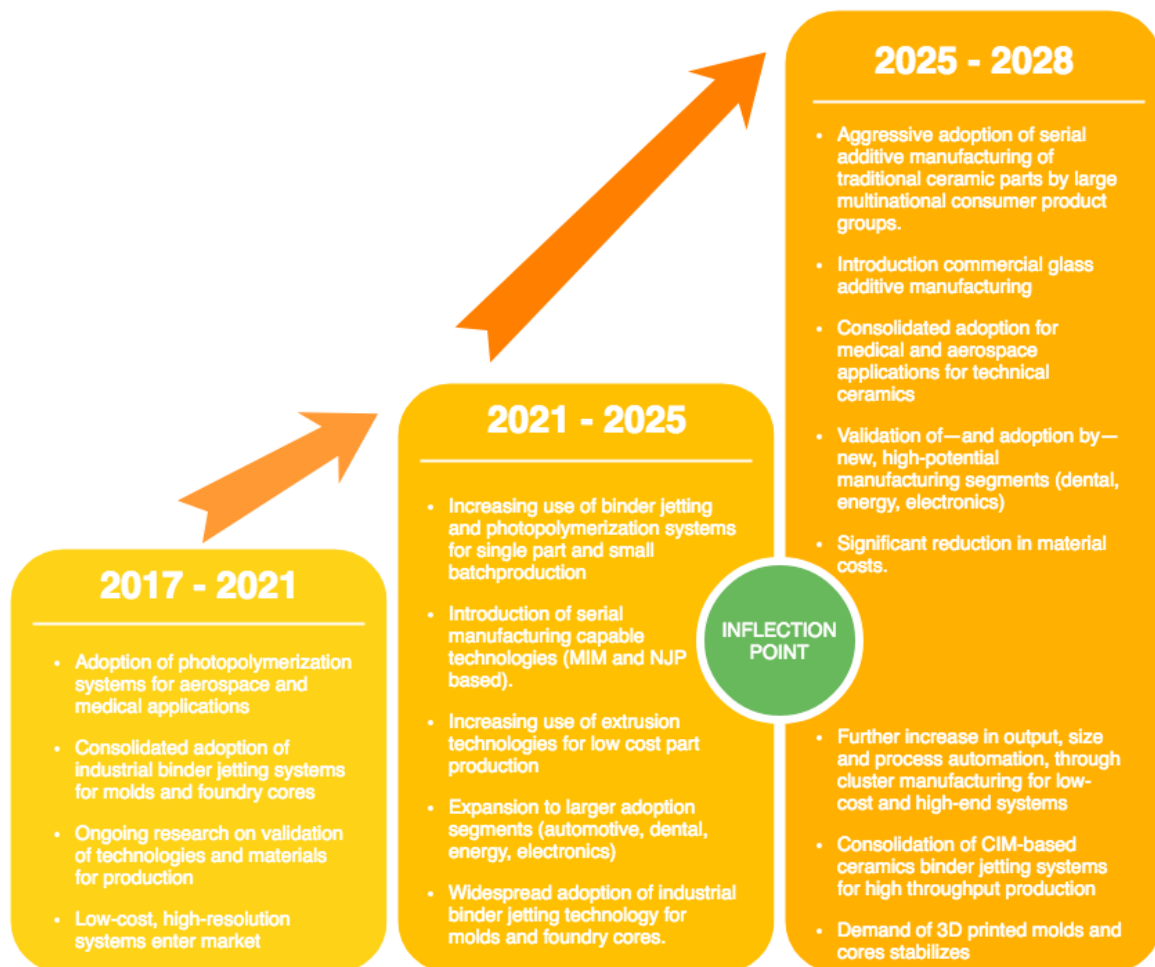 2017 - 2021
Adoption of photopolymerization
systems for aerospace and
medical applications
Consolidated adoption of
industrial binder jetting systems
for molds and foundry cores
Ongoing research on validation
of technologies and materials
for production
Low-cost, high-resolution
systems enter market
2021 - 2025
Increasing use of binder jetting
and photopolymerization systems
for single part and small
batchproduction
Introduction of serial
manufacturing capable
technologies (MIM and NJP
based).
Increasing use of extrusion
technologies for low cost part
production
Expansion to larger adoption
segments (automotive, dental,
energy, electronics)
Widespread adoption of industrial
binder jetting technology for
molds and foundry cores.
INFLECTION
POINT
2025 - 2028
Aggressive adoption of serial
additive manufacturing of
traditional ceramic parts by large
multinational consumer product
groups.
Introduction commercial glass
additive manufacturing
Consolidated adoption for
medical and aerospace
applications for technical
ceramics
Validation of—and adoption by—
new, high-potential
manufacturing segments (dental,
energy, electronics)
Significant reduction in material
costs.
Further increase in output, size
and process automation, through
cluster manufacturing for low-
cost and high-end systems
Consolidation of CIM-based
ceramics binder jetting systems
for high throughput production
Demand of 3D printed molds and
cores stabilizes